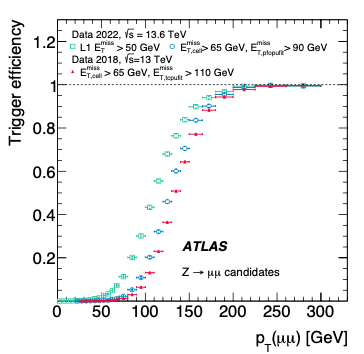 Data 2022, √s = 13.6 TeV
L1 E_T^miss > 50 GeV
E_T,cell^miss > 65 GeV, E_T,pfopufit^miss > 90 GeV
Data 2018, √s=13 TeV
E_T,cell^miss > 65 GeV, E_T,topufit^miss > 110 GeV
Trigger efficiency
1.2
1
0.8
0.6
0.4
0.2
ATLAS
Z → μμ candidates
0 50 100 150 200 250 300
p_T(μμ) [GeV]